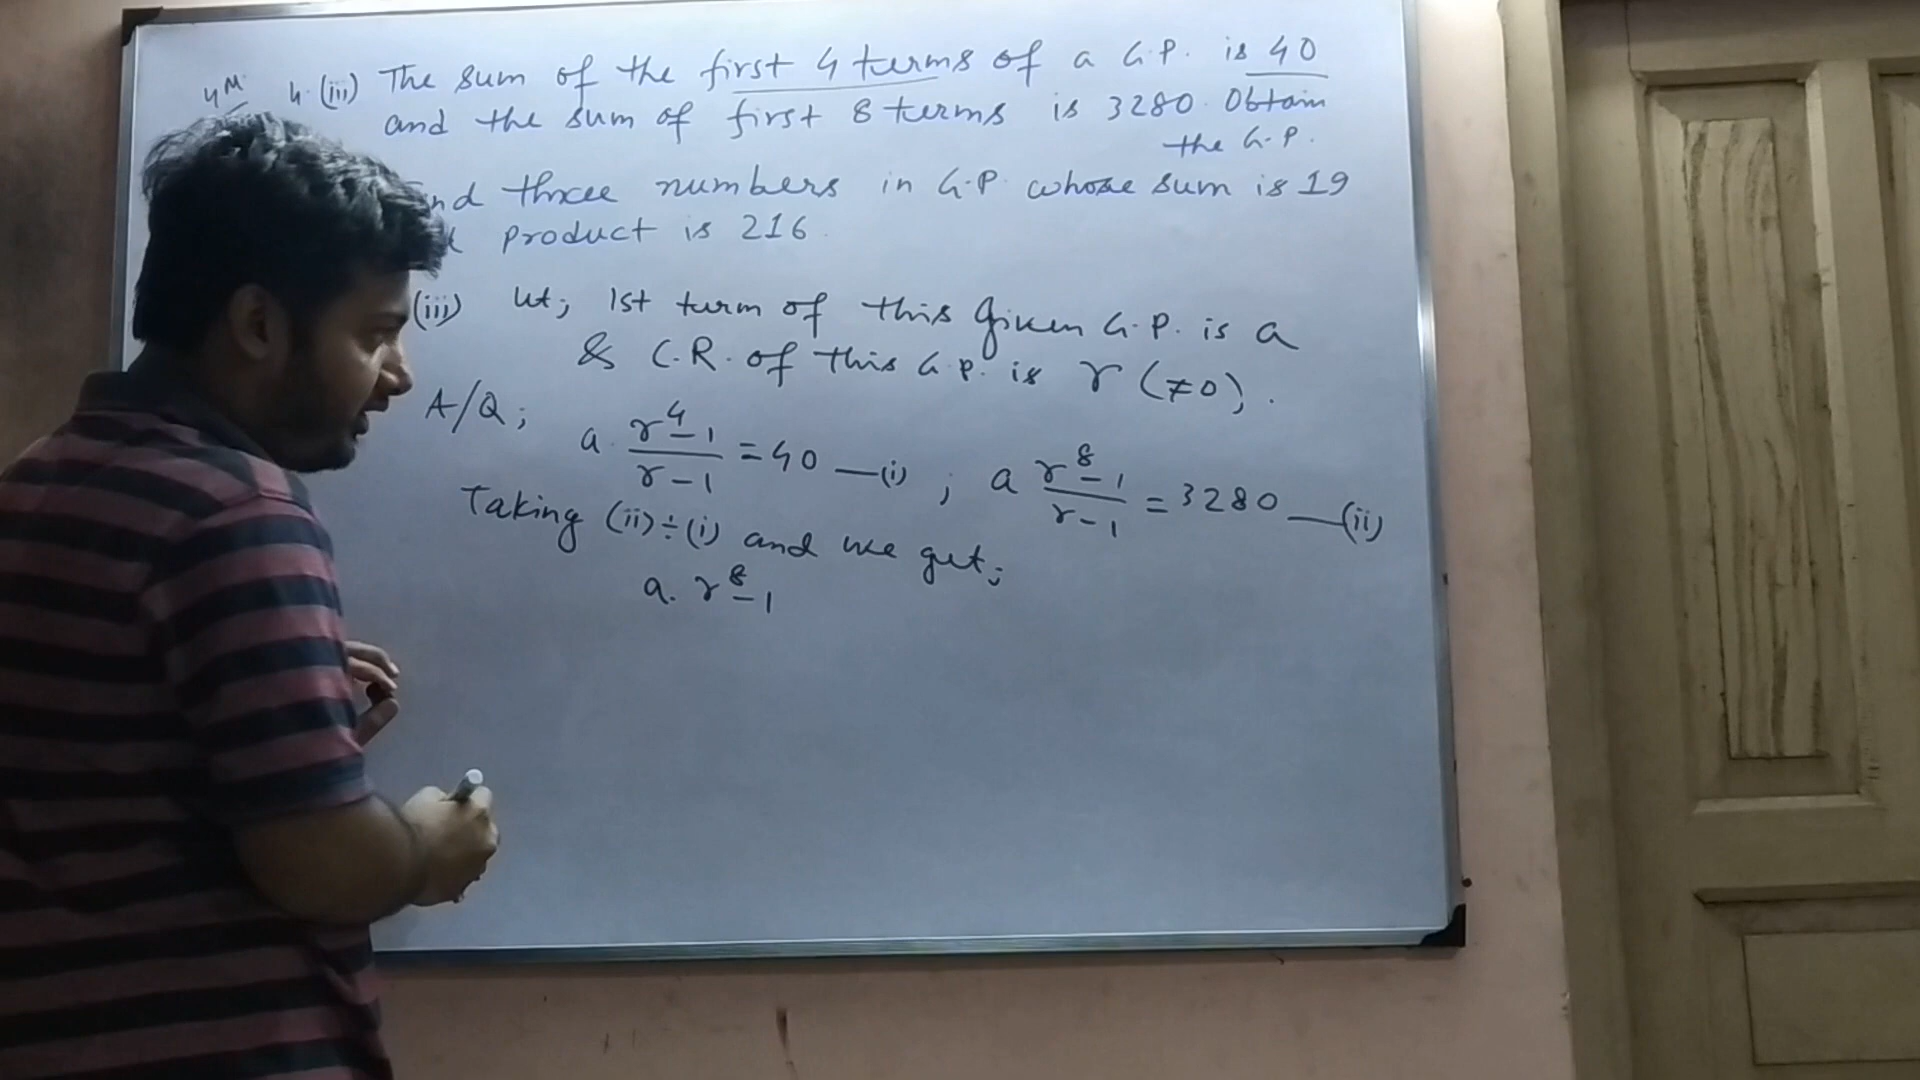 4M 4.(iii) The sum of the first 4 terms of a G.P. is 40
and the sum of first 8 terms is 3280. Obtain
the G.P.
three numbers in G.P. whose sum is 19
product is 216.
(iii) Let; 1st term of this given G.P. is a
& C.R. of this G.P. is r (≠0).
A/Q;
a. (r^4-1)/(r-1) = 40 —(i) ; a (r^8-1)/(r-1) = 3280 —(ii)
Taking (ii)÷(i) and we get;
a. r^8-1